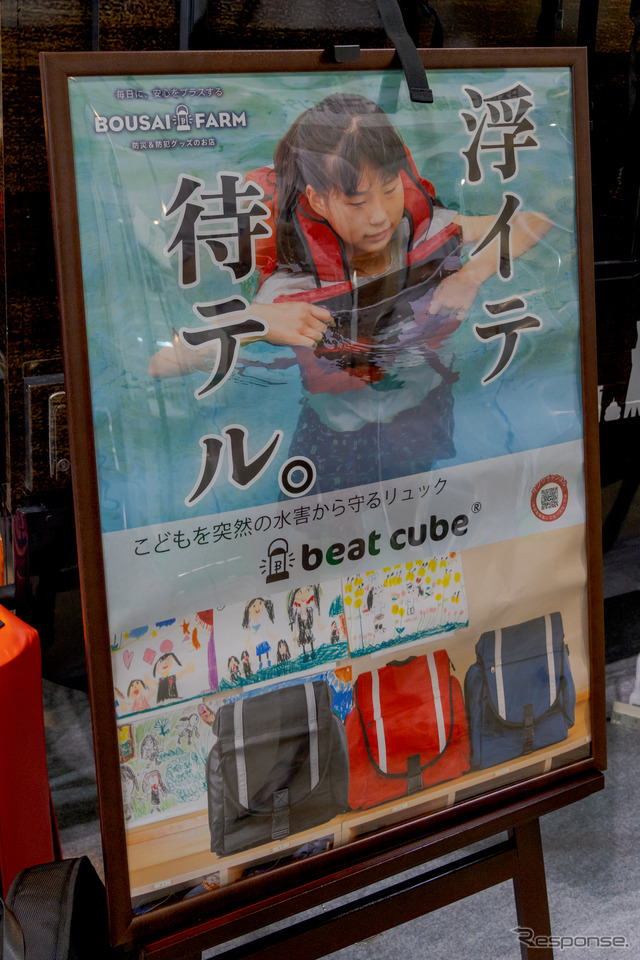 毎日に、安心をプラスする
BOUSAI FARM
防災&防犯グッズのお店
浮イテ
待テル。
こどもを突然の水害から守るリュック
beat cube®
Response.